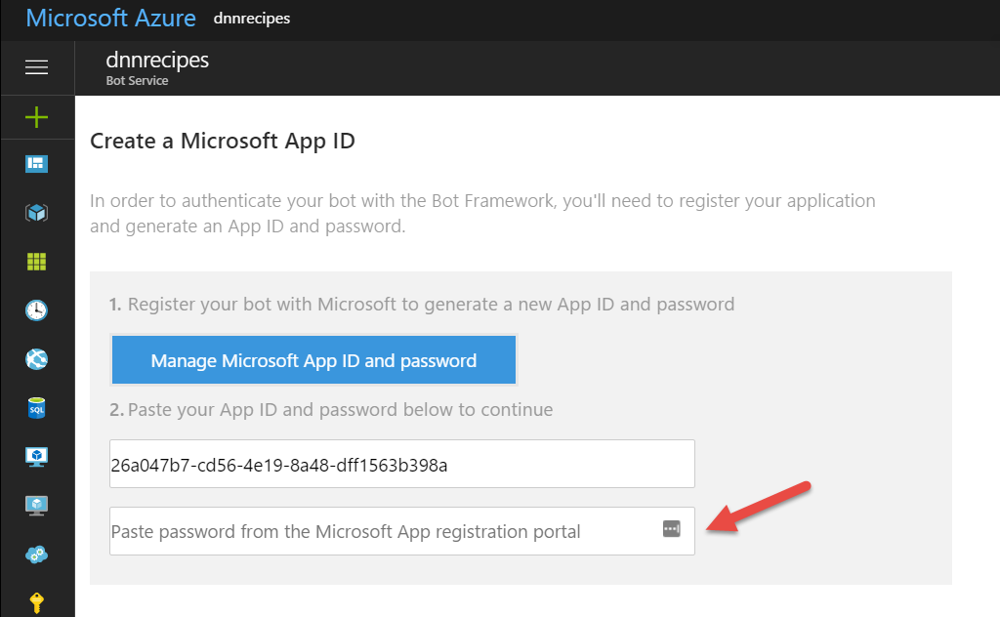 Microsoft Azure dnnrecipes
dnnrecipes
Bot Service
Create a Microsoft App ID
In order to authenticate your bot with the Bot Framework, you'll need to register your application
and generate an App ID and password.
1. Register your bot with Microsoft to generate a new App ID and password
Manage Microsoft App ID and password
2. Paste your App ID and password below to continue
26a047b7-cd56-4e19-8a48-dff1563b398a
SQL
Paste password from the Microsoft App registration portal